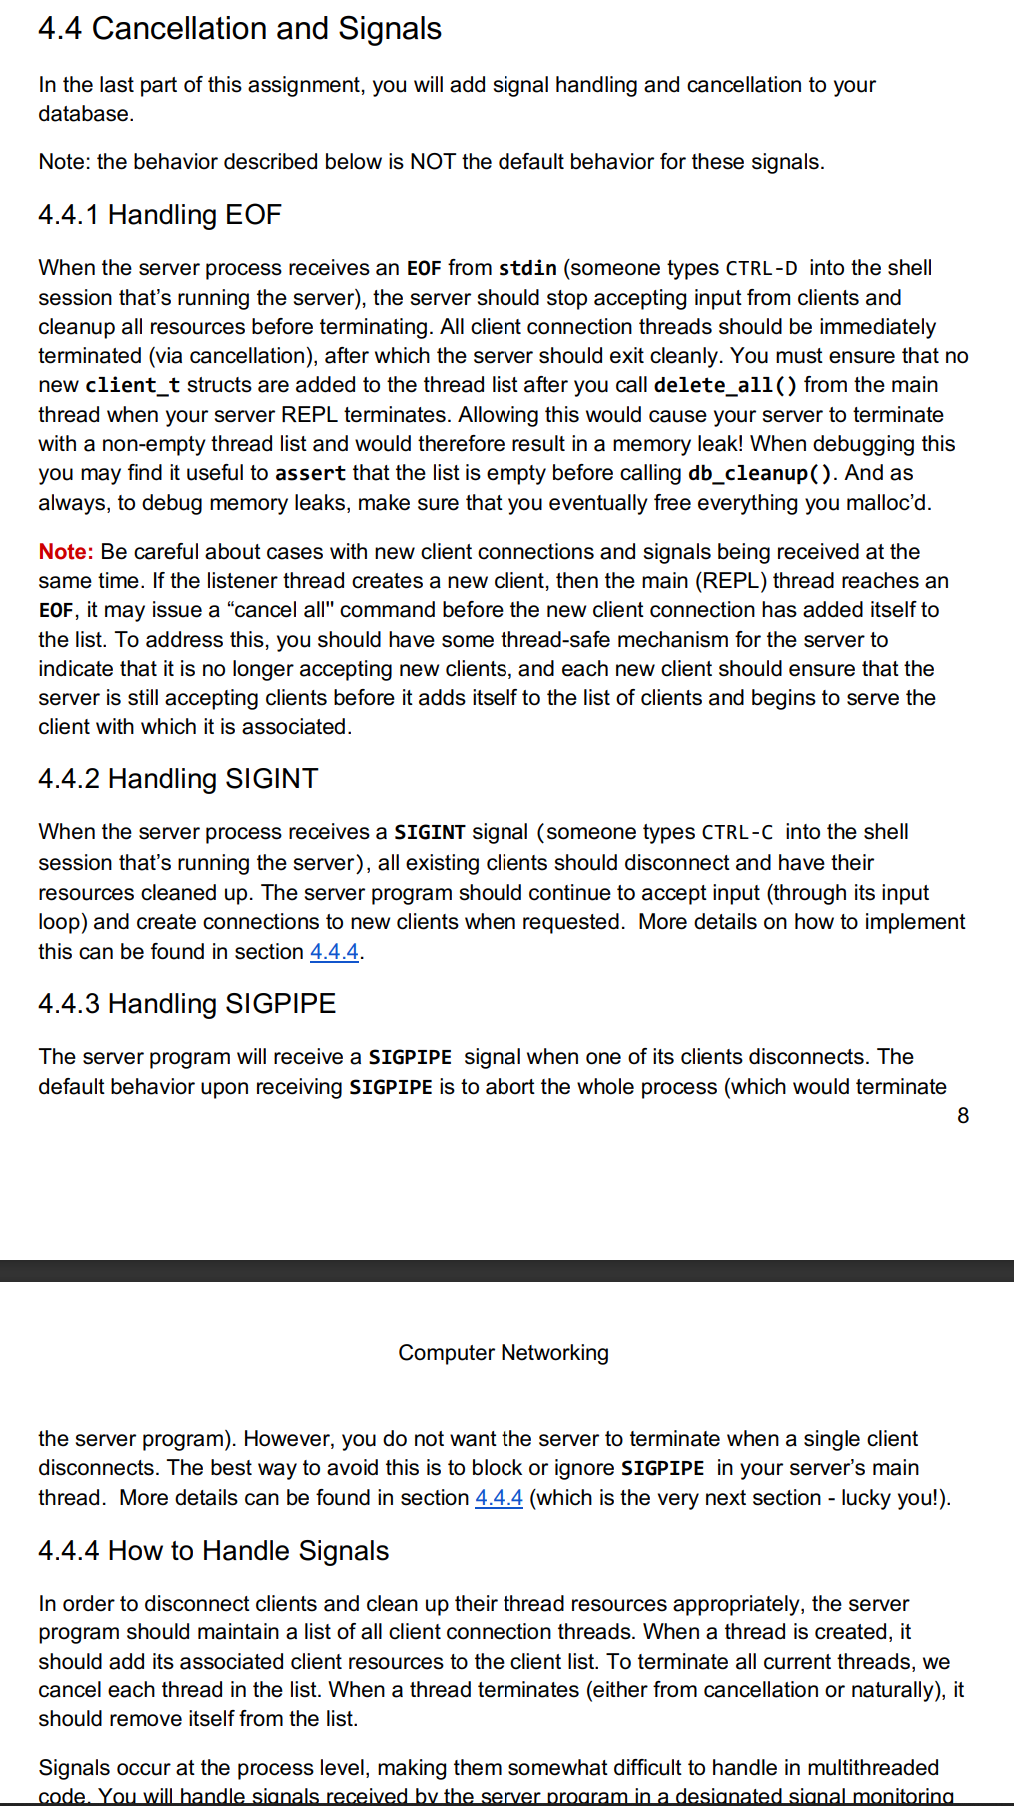 4.4 Cancellation and Signals
In the last part of this assignment, you will add signal handling and cancellation to your
database.
Note: the behavior described below is NOT the default behavior for these signals.
4.4.1 Handling EOF
When the server process receives an EOF from stdin (someone types CTRL-D into the shell
session that’s running the server), the server should stop accepting input from clients and
cleanup all resources before terminating. All client connection threads should be immediately
terminated (via cancellation), after which the server should exit cleanly. You must ensure that no
new client_t structs are added to the thread list after you call delete_all() from the main
thread when your server REPL terminates. Allowing this would cause your server to terminate
with a non-empty thread list and would therefore result in a memory leak! When debugging this
you may find it useful to assert that the list is empty before calling db_cleanup(). And as
always, to debug memory leaks, make sure that you eventually free everything you malloc’d.
Note: Be careful about cases with new client connections and signals being received at the
same time. If the listener thread creates a new client, then the main (REPL) thread reaches an
EOF, it may issue a “cancel all" command before the new client connection has added itself to
the list. To address this, you should have some thread-safe mechanism for the server to
indicate that it is no longer accepting new clients, and each new client should ensure that the
server is still accepting clients before it adds itself to the list of clients and begins to serve the
client with which it is associated.
4.4.2 Handling SIGINT
When the server process receives a SIGINT signal (someone types CTRL-C into the shell
session that’s running the server), all existing clients should disconnect and have their
resources cleaned up. The server program should continue to accept input (through its input
loop) and create connections to new clients when requested. More details on how to implement
this can be found in section 4.4.4.
4.4.3 Handling SIGPIPE
The server program will receive a SIGPIPE signal when one of its clients disconnects. The
default behavior upon receiving SIGPIPE is to abort the whole process (which would terminate
8
Computer Networking
the server program). However, you do not want the server to terminate when a single client
disconnects. The best way to avoid this is to block or ignore SIGPIPE in your server’s main
thread. More details can be found in section 4.4.4 (which is the very next section - lucky you!).
4.4.4 How to Handle Signals
In order to disconnect clients and clean up their thread resources appropriately, the server
program should maintain a list of all client connection threads. When a thread is created, it
should add its associated client resources to the client list. To terminate all current threads, we
cancel each thread in the list. When a thread terminates (either from cancellation or naturally), it
should remove itself from the list.
Signals occur at the process level, making them somewhat difficult to handle in multithreaded
code. You will handle signals received by the server program in a designated signal monitoring